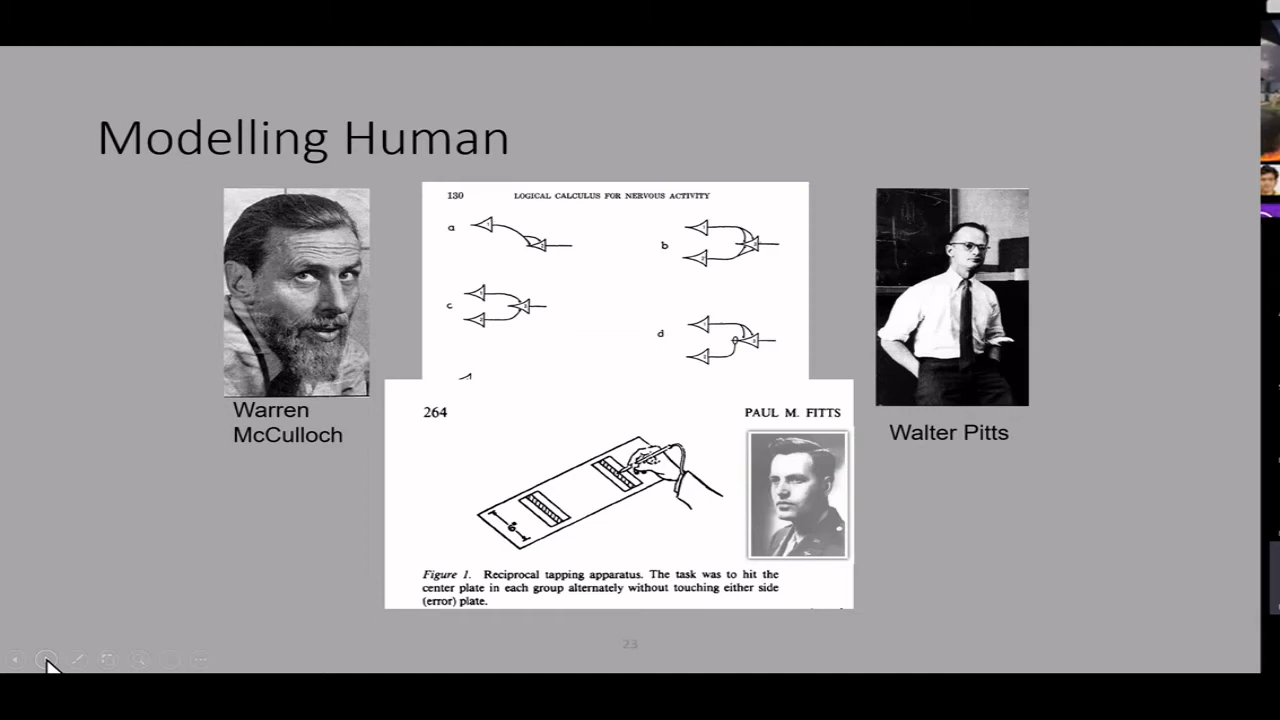 Modelling Human
130 LOGICAL CALCULUS FOR NERVOUS ACTIVITY
a
b
c
d
Warren
McCulloch
Walter Pitts
264 PAUL M. FITTS
Figure 1. Reciprocal tapping apparatus. The task was to hit the
center plate in each group alternately without touching either side
(error) plate.
23